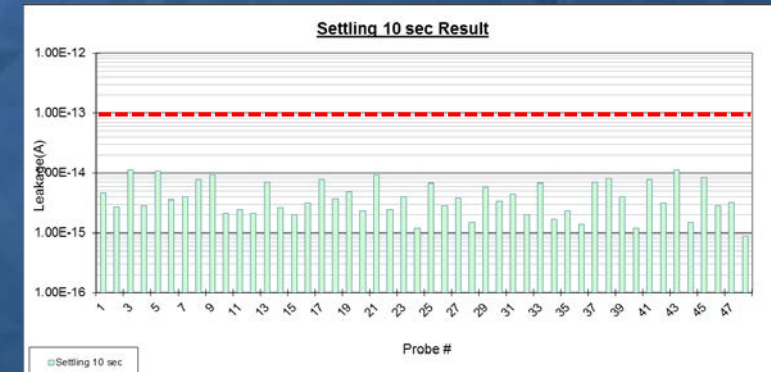 Settling 10 sec Result
1.00E-12
1.00E-13
1.00E-14
1.00E-15
1.00E-16
Leakage(A)
1 3 5 7 9 11 13 15 17 19 21 23 25 27 29 31 33 35 37 39 41 43 45 47
Probe #
Settling 10 sec